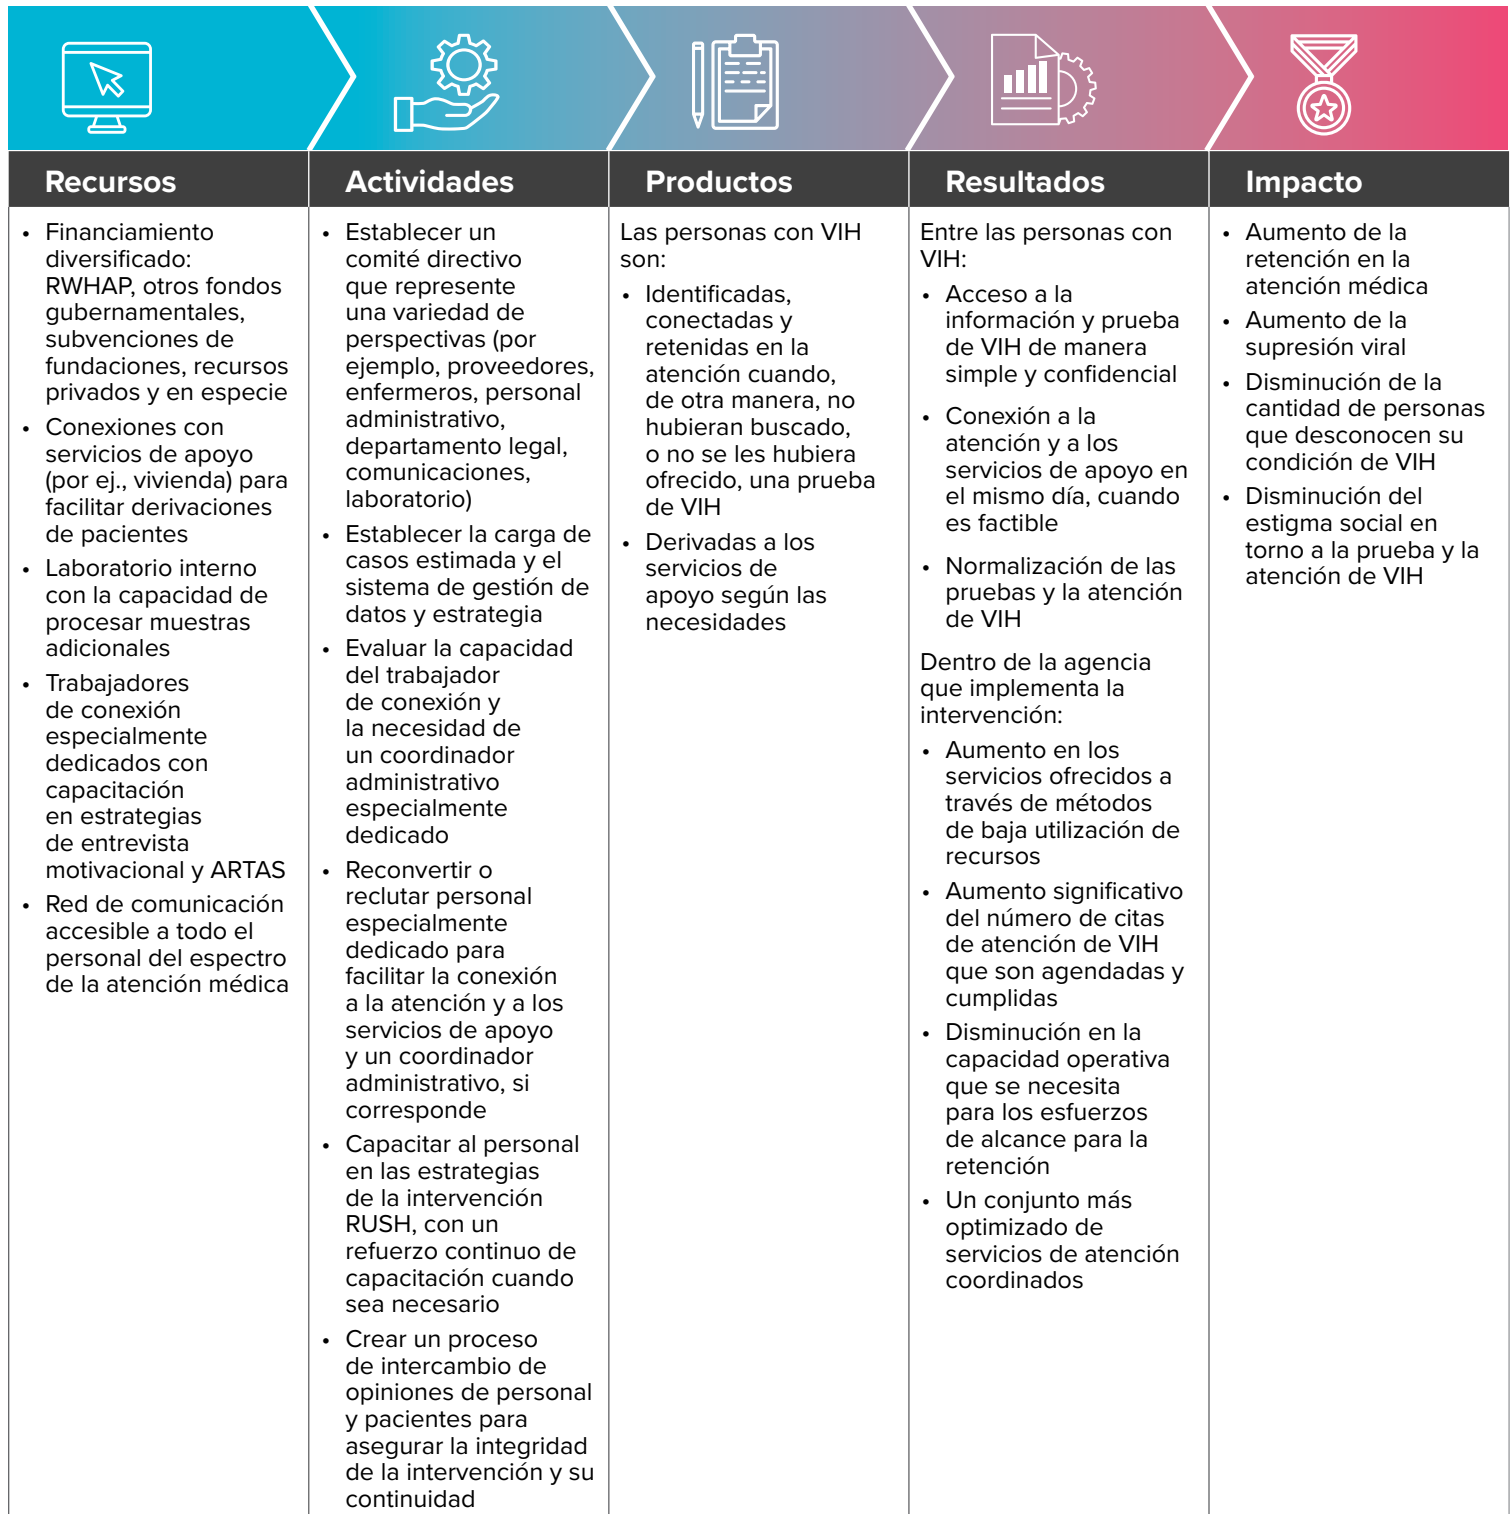 Recursos
Financiamiento
diversificado:
RWHAP, otros fondos
gubernamentales,
subvenciones de
fundaciones, recursos
privados y en especie
Conexiones con
servicios de apoyo
(por ej., vivienda) para
facilitar derivaciones
de pacientes
Laboratorio interno
con la capacidad de
procesar muestras
adicionales
Trabajadores
de conexión
especialmente
dedicados con
capacitación
en estrategias
de entrevista
motivacional y ARTAS
Red de comunicación
accesible a todo el
personal del espectro
de la atención médica
Actividades
Establecer un
comité directivo
que represente
una variedad de
perspectivas (por
ejemplo, proveedores,
enfermeros, personal
administrativo,
departamento legal,
comunicaciones,
laboratorio)
Establecer la carga de
casos estimada y el
sistema de gestión de
datos y estrategia
Evaluar la capacidad
del trabajador
de conexión y
la necesidad de
un coordinador
administrativo
especialmente
dedicado
Reconvertir o
reclutar personal
especialmente
dedicado para
facilitar la conexión
a la atención y a los
servicios de apoyo
y un coordinador
administrativo, si
corresponde
Capacitar al personal
en las estrategias
de la intervención
RUSH, con un
refuerzo continuo de
capacitación cuando
sea necesario
Crear un proceso
de intercambio de
opiniones de personal
y pacientes para
asegurar la integridad
de la intervención y su
continuidad
Productos
Las personas con VIH
son:
Identificadas,
conectadas y
retenidas en la
atención cuando,
de otra manera, no
hubieran buscado,
o no se les hubiera
ofrecido, una prueba
de VIH
Derivadas a los
servicios de
apoyo según las
necesidades
Resultados
Entre las personas con
VIH:
Acceso a la
información y prueba
de VIH de manera
simple y confidencial
Conexión a la
atención y a los
servicios de apoyo en
el mismo día, cuando
es factible
Normalización de las
pruebas y la atención
de VIH
Dentro de la agencia
que implementa la
intervención:
Aumento en los
servicios ofrecidos a
través de métodos
de baja utilización de
recursos
Aumento significativo
del número de citas
de atención de VIH
que son agendadas y
cumplidas
Disminución en la
capacidad operativa
que se necesita
para los esfuerzos
de alcance para la
retención
Un conjunto más
optimizado de
servicios de atención
coordinados
Impacto
Aumento de la
retención en la
atención médica
Aumento de la
supresión viral
Disminución de la
cantidad de personas
que desconocen su
condición de VIH
Disminución del
estigma social en
torno a la prueba y la
atención de VIH